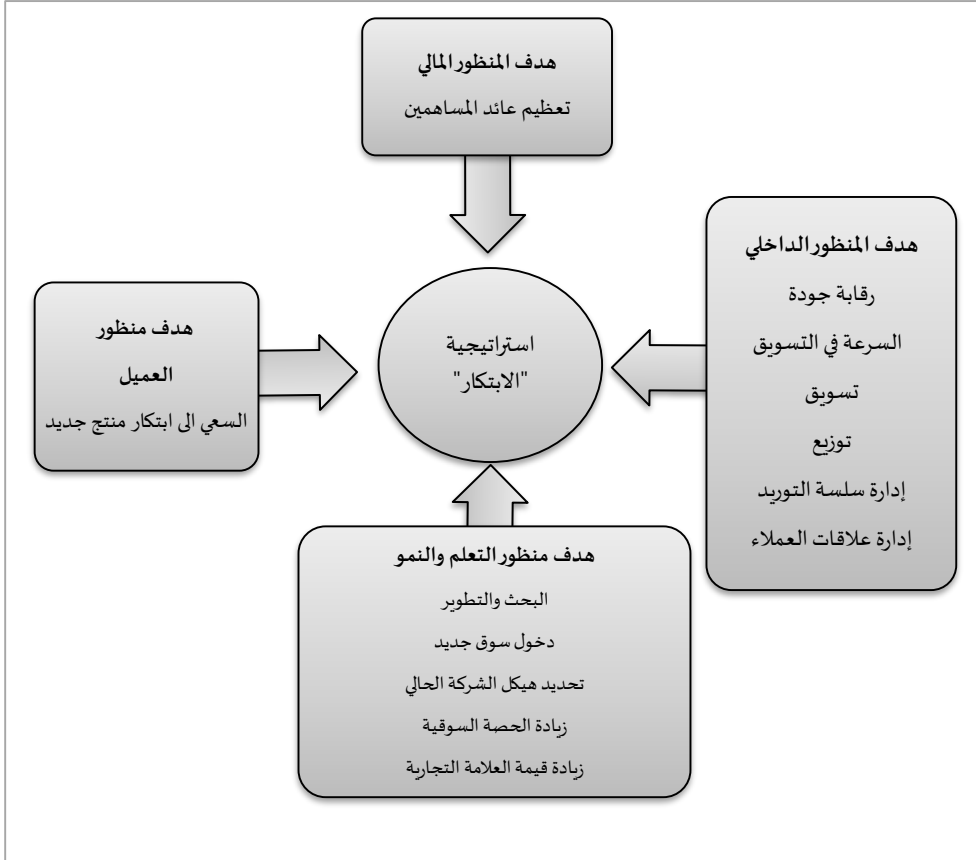 هدف المنظور المالي
تعظيم عائد المساهمين
هدف المنظور الداخلي
رقابة جودة
السرعة في التسويق
تسويق
توزيع
إدارة سلسة التوريد
إدارة علاقات العملاء
استراتيجية
"الابتكار"
هدف منظور
العميل
السعي الى ابتكار منتج جديد
هدف منظور التعلم والنمو
البحث والتطوير
دخول سوق جديد
تحديد هيكل الشركة الحالي
زيادة الحصة السوقية
زيادة قيمة العلامة التجارية